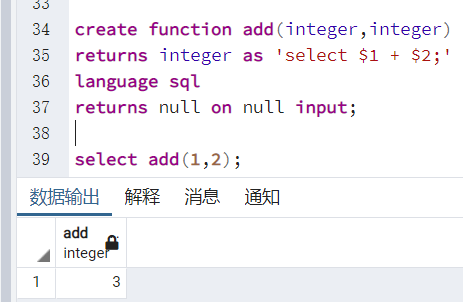 33
34 create function add(integer,integer)
35 returns integer as 'select $1 + $2;'
36 language sql
37 returns null on null input;
38
39 select add(1,2);
数据输出 解释 消息 通知
add
integer
1 3